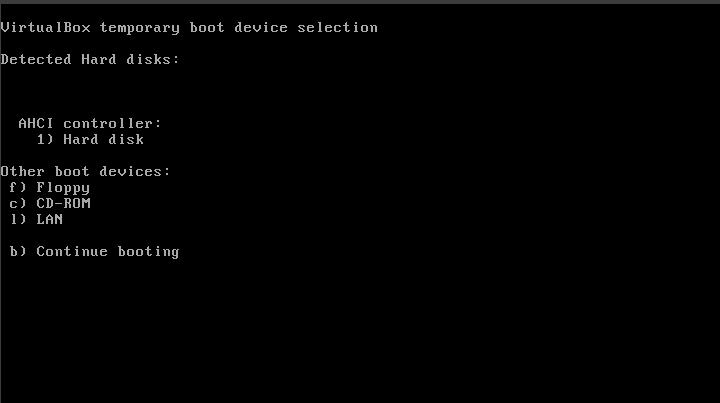 VirtualBox temporary boot device selection
Detected Hard disks:
AHCI controller:
1) Hard disk
Other boot devices:
f) Floppy
c) CD-ROM
l) LAN
b) Continue booting